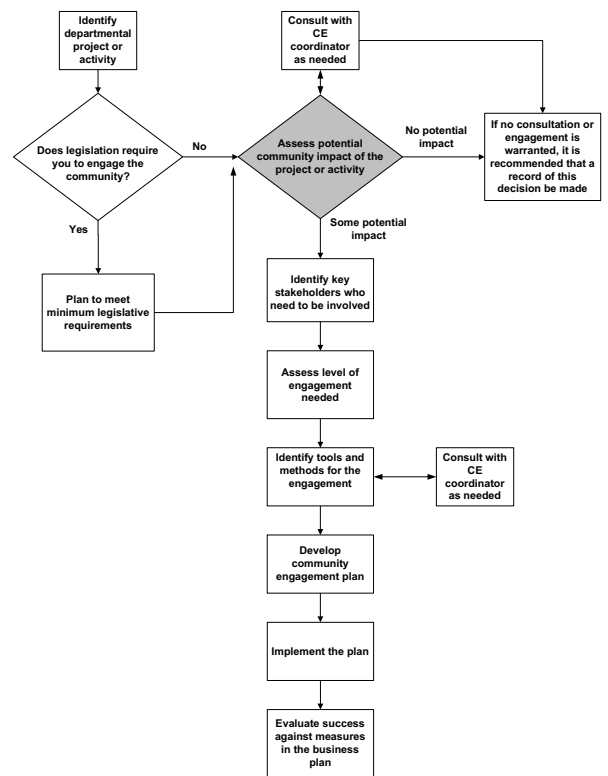 Identify
departmental
project or
activity
Consult with
CE
coordinator
as needed
Does legislation require
you to engage the
community?
No
Assess potential
community impact of the
project or activity
No potential
impact
If no consultation or
engagement is
warranted, it is
recommended that a
record of this
decision be made
Yes
Some potential
impact
Plan to meet
minimum legislative
requirements
Identify key
stakeholders who
need to be involved
Assess level of
engagement
needed
Identify tools and
methods for the
engagement
Consult with
CE
coordinator
as needed
Develop
community
engagement plan
Implement the plan
Evaluate success
against measures
in the business
plan